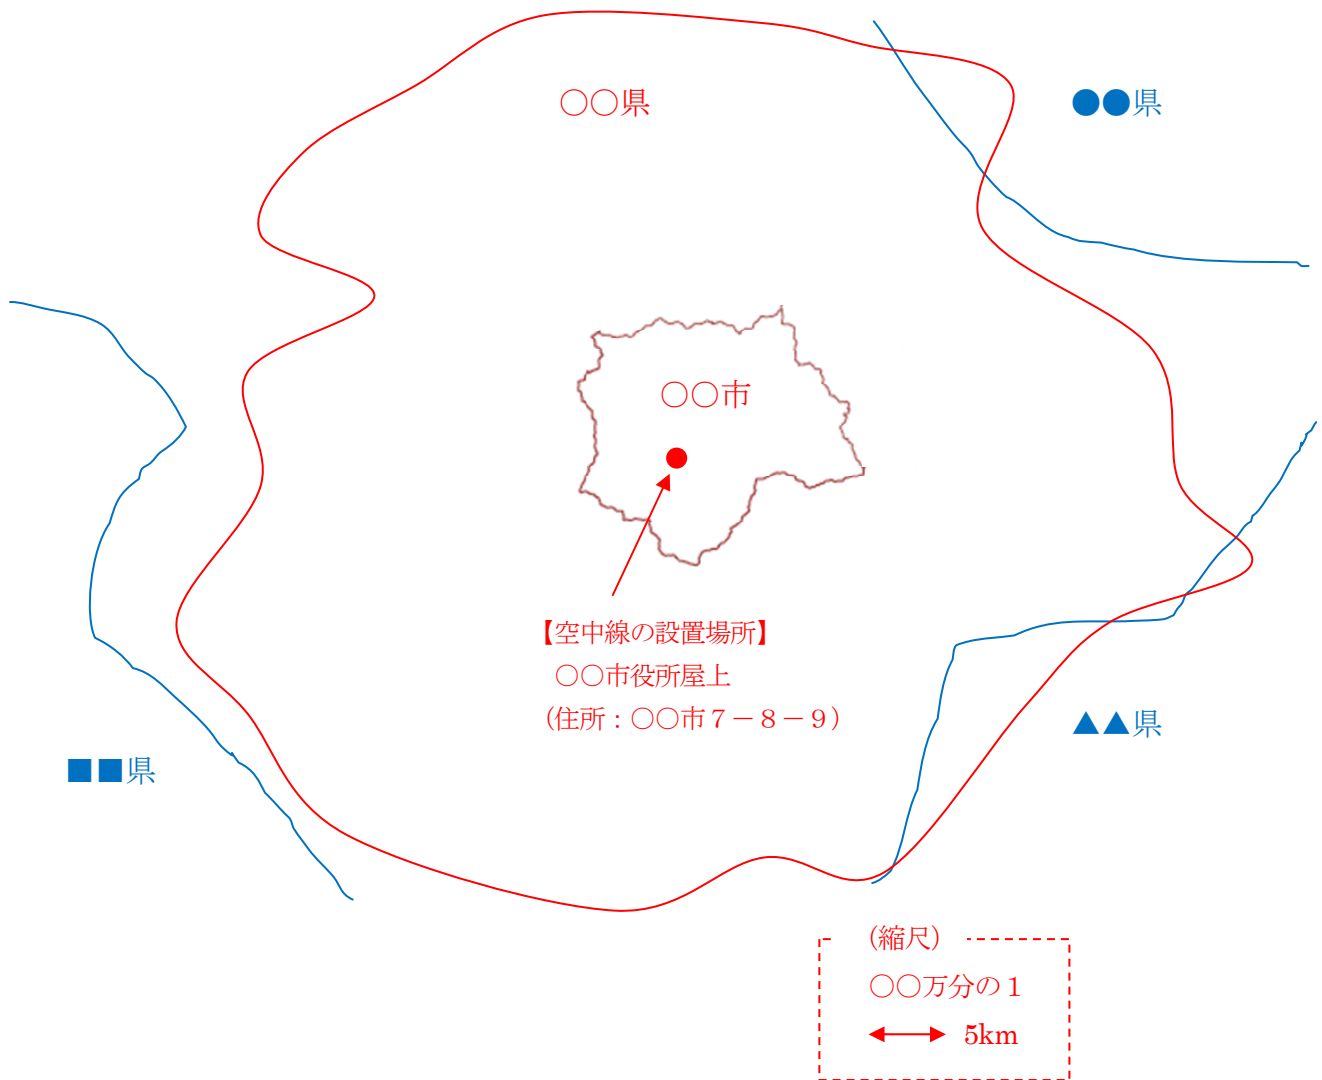 ○○県
●●県
○○市
【空中線の設置場所】
○○市役所屋上
（住所：○○市７－８－９）
▲▲県
■■県
（縮尺）
○○万分の１
5km